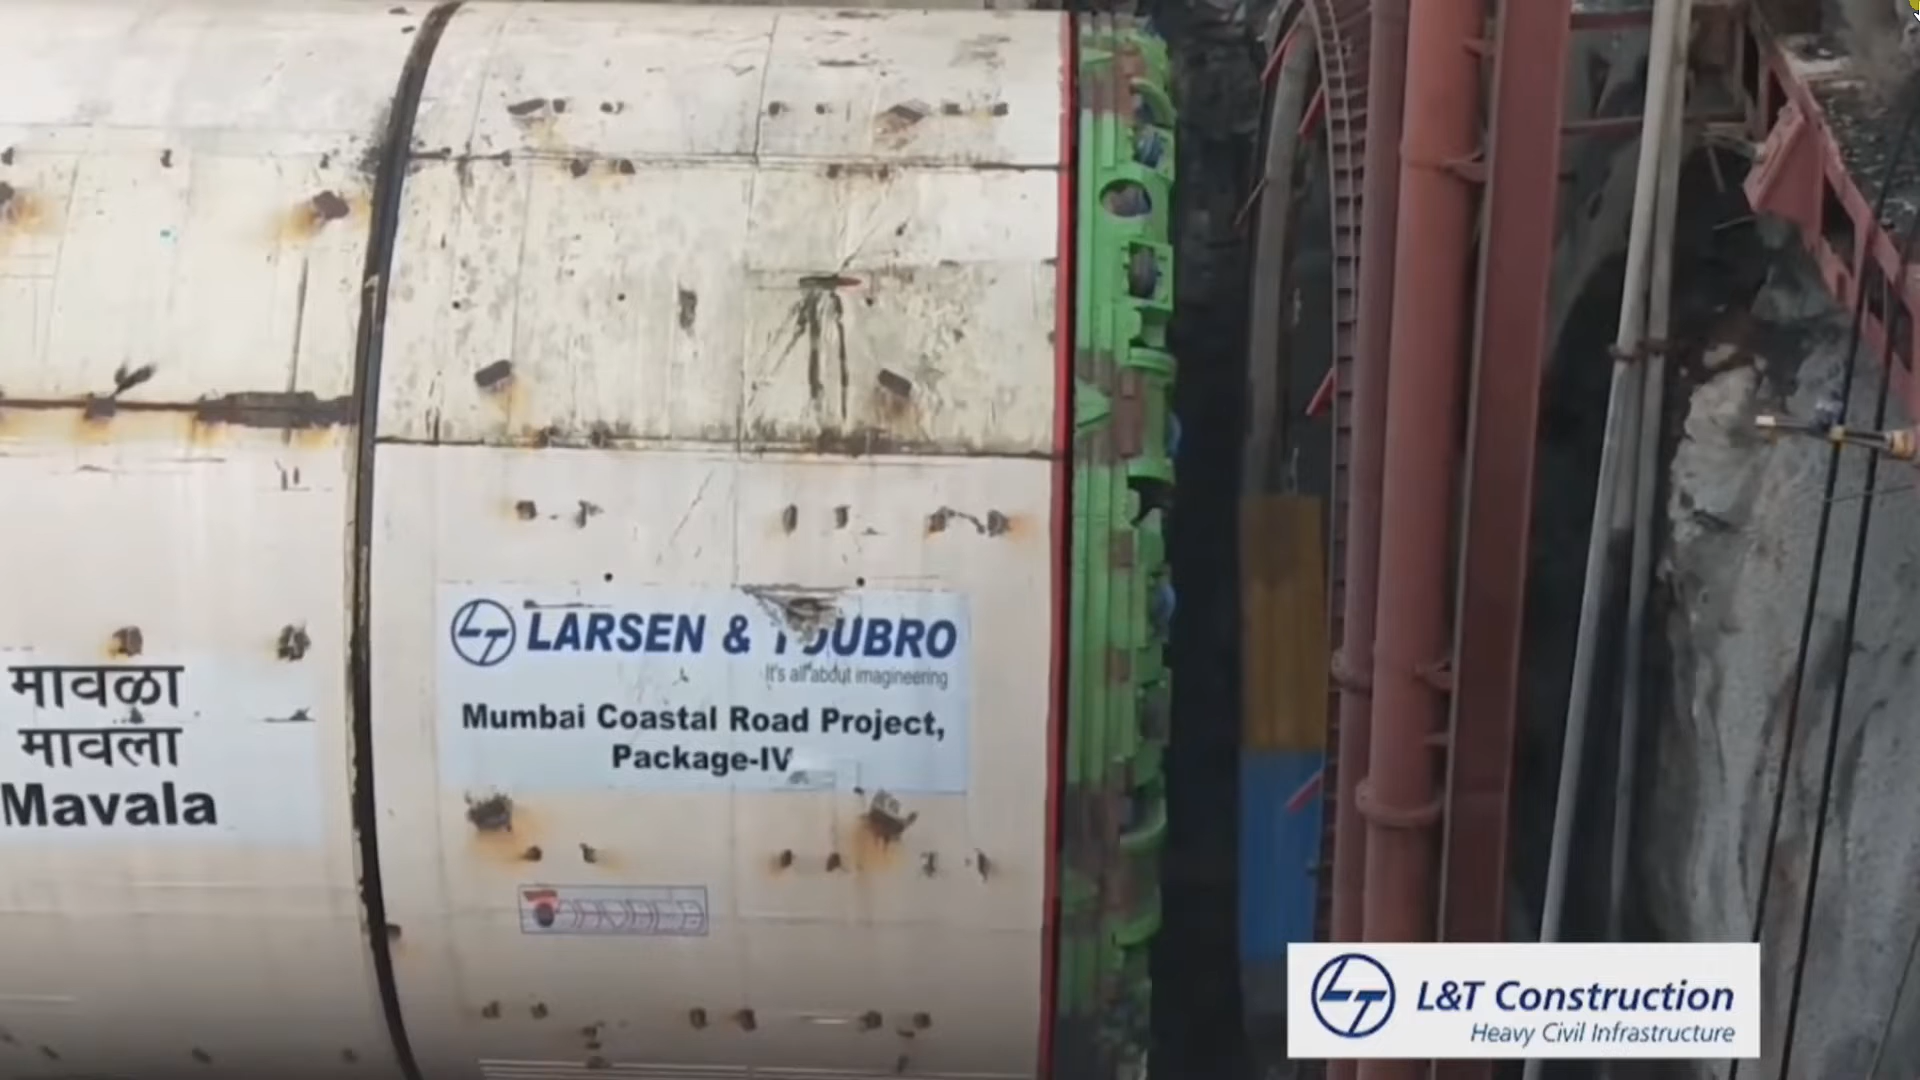 मावळा
मावला
Mavala
LARSEN & TOUBRO
It's all about imagineering
Mumbai Coastal Road Project,
Package-IV
L&T Construction
Heavy Civil Infrastructure